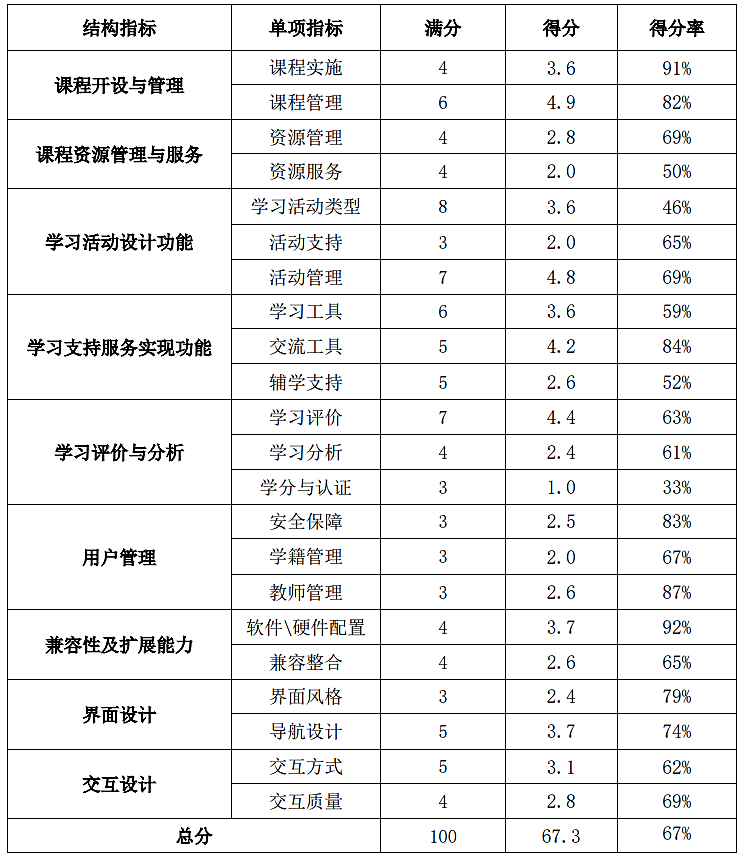 结构指标 单项指标 满分 得分 得分率
课程开设与管理 课程实施 4 3.6 91%
课程管理 6 4.9 82%
课程资源管理与服务 资源管理 4 2.8 69%
资源服务 4 2.0 50%
学习活动设计功能 学习活动类型 8 3.6 46%
活动支持 3 2.0 65%
活动管理 7 4.8 69%
学习支持服务实现功能 学习工具 6 3.6 59%
交流工具 5 4.2 84%
辅学支持 5 2.6 52%
学习评价与分析 学习评价 7 4.4 63%
学习分析 4 2.4 61%
学分与认证 3 1.0 33%
用户管理 安全保障 3 2.5 83%
学籍管理 3 2.0 67%
教师管理 3 2.6 87%
兼容性及扩展能力 软件\硬件配置 4 3.7 92%
兼容整合 4 2.6 65%
界面设计 界面风格 3 2.4 79%
导航设计 5 3.7 74%
交互设计 交互方式 5 3.1 62%
交互质量 4 2.8 69%
总分 100 67.3 67%